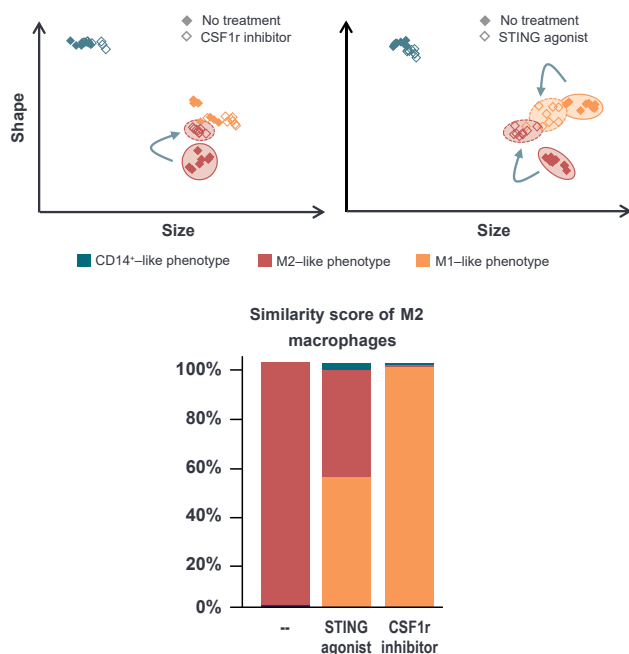 No treatment
CSF1r inhibitor
Shape
Size
No treatment
STING agonist
Size
CD14+–like phenotype
M2–like phenotype
M1–like phenotype
Similarity score of M2
macrophages
100%
80%
60%
40%
20%
0%
--
STING
agonist
CSF1r
inhibitor